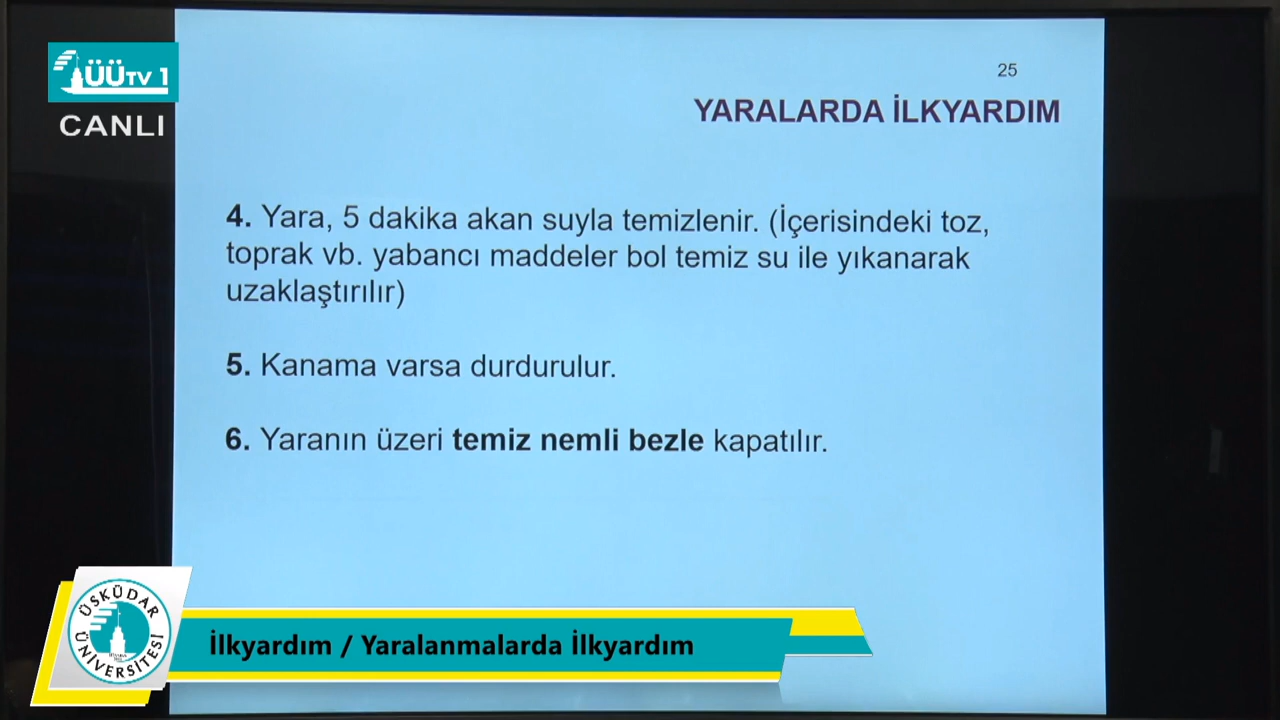 ÜÜTV 1
CANLI
25
YARALARDA İLKYARDIM
4. Yara, 5 dakika akan suyla temizlenir. (İçerisindeki toz,
toprak vb. yabancı maddeler bol temiz su ile yıkanarak
uzaklaştırılır)
5. Kanama varsa durdurulur.
6. Yaranın üzeri temiz nemli bezle kapatılır.
ÜSKÜDAR
ÜNİVERSİTESİ
İlkyardım / Yaralanmalarda İlkyardım